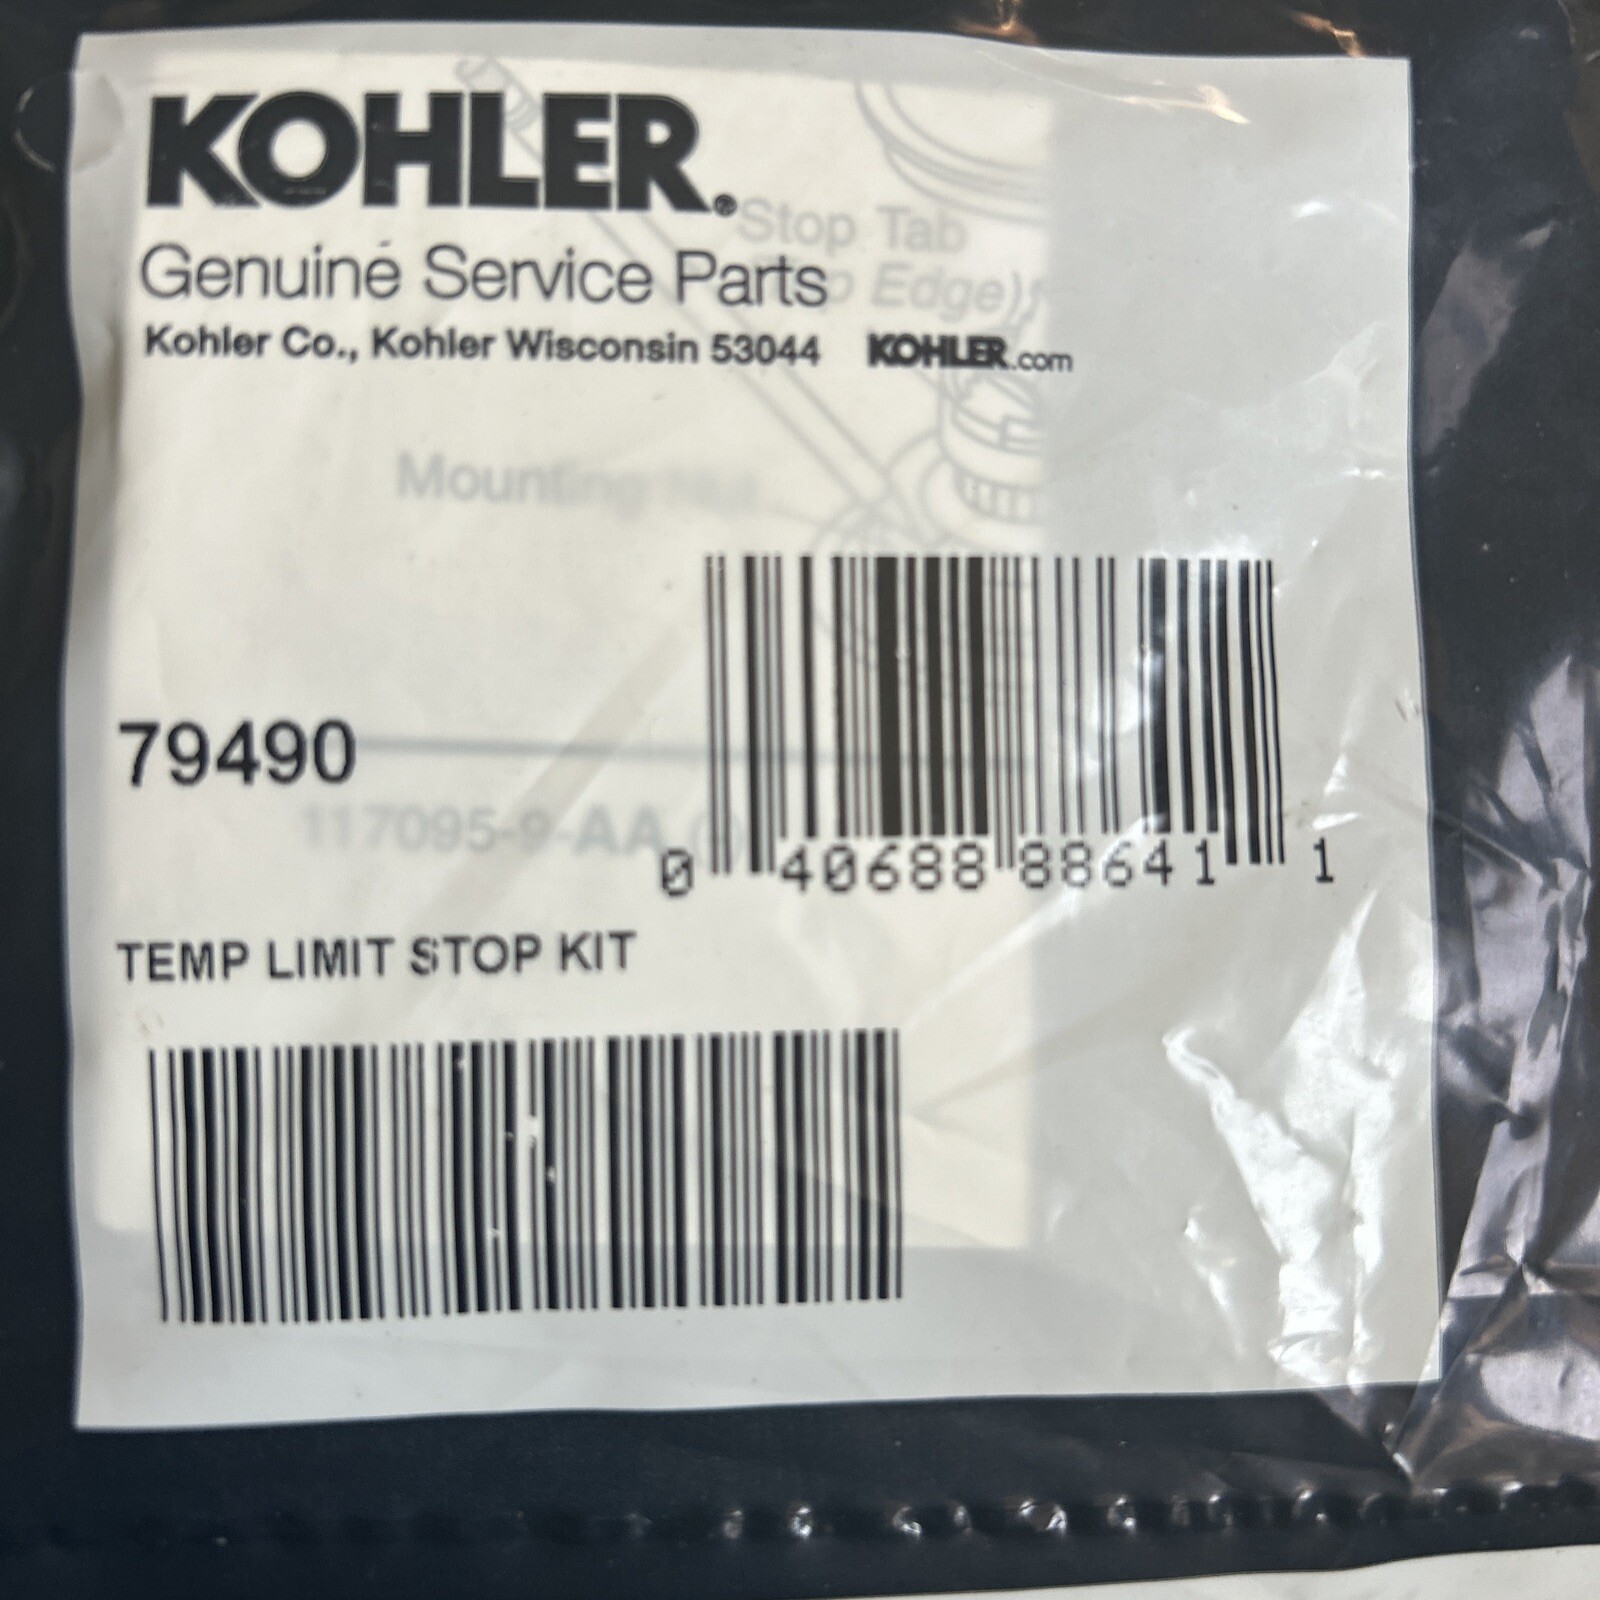 KOHLER.®
Stop Tab
Genuine Service Parts
Edge)
Kohler Co., Kohler Wisconsin 53044 KOHLER.com
Mounting
79490
117095-9-AA
0 40688 88641 1
TEMP LIMIT STOP KIT